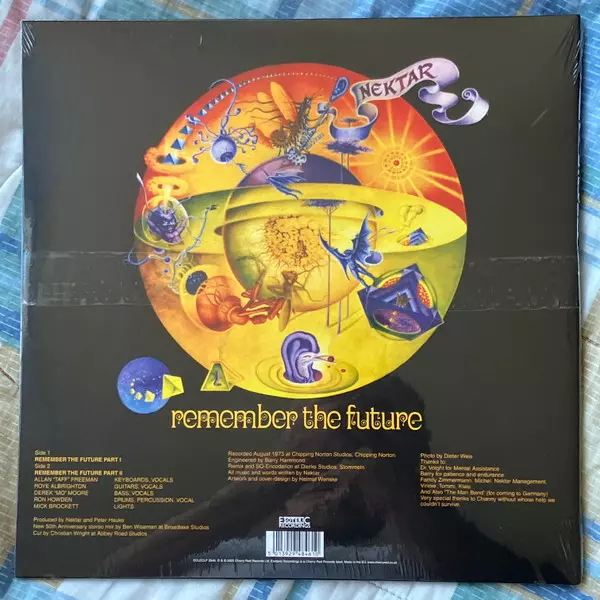 NEKTAR
remember the future
Side 1
REMEMBER THE FUTURE PART I
Side 2
REMEMBER THE FUTURE PART II
ALLAN "TAFF" FREEMAN KEYBOARDS, VOCALS
ROYE ALBRIGHTON GUITARS, VOCALS
DEREK "MO" MOORE BASS, VOCALS
RON HOWDEN DRUMS, PERCUSSION, VOCAL
MICK BROCKETT LIGHTS
Produced by Nektar and Peter Hauke
New 50th Anniversary stereo mix by Ben Wiseman at Broadbase Studios
Cut by Christian Wright at Abbey Road Studios
Recorded August 1973 at Chipping Norton Studios, Chipping Norton
Engineered by Barry Hammond
Remix and SQ-Encodation at Dierks Studios, Stommeln
All music and words written by Nektar
Artwork and cover design by Helmut Wenske
Photo by Dieter Weis
Thanks to:
Dr. Voight for Mental Assistance
Barry for patience and endurance
Family Zimmermann, Michel, Nektar Management,
Vinew, Tomec, Klaus
And Also 'The Man Band' (for coming to Germany)
Very special thanks to Channy without whose help we
couldn't survive.
ESOTERIC
RECORDINGS